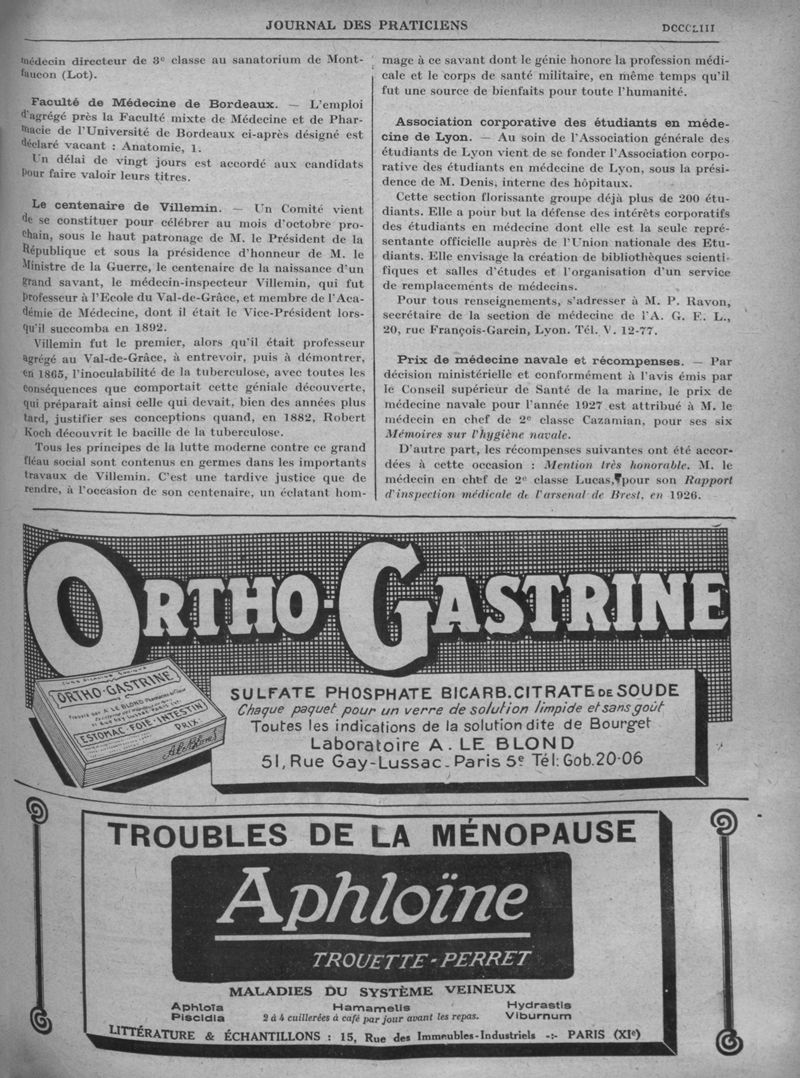 JOURNAL DES PRATICIENS
DCCCLIII
médecin directeur de 3e classe au sanatorium de Mont-
faucon (Lot).
Faculté de Médecine de Bordeaux. — L'emploi
d'agrégé près la Faculté mixte de Médecine et de Phar-
macie de l'Université de Bordeaux ci-après désigné est
déclaré vacant : Anatomie, 1.
Un délai de vingt jours est accordé aux candidats
pour faire valoir leurs titres.
Le centenaire de Villemin. — Un Comité vient
de se constituer pour célébrer au mois d'octobre pro-
chain, sous le haut patronage de M. le Président de la
République et sous la présidence d'honneur de M. le
Ministre de la Guerre, le centenaire de la naissance d'un
grand savant, le médecin-inspecteur Villemin, qui fut
professeur à l'Ecole du Val-de-Grâce, et membre de l'Aca-
démie de Médecine, dont il était le Vice-Président lors-
qu'il succomba en 1892.
Villemin fut le premier, alors qu'il était professeur
agrégé au Val-de-Grâce, à entrevoir, puis à démontrer,
en 1865, l'inoculabilité de la tuberculose, avec toutes les
conséquences que comportait cette géniale découverte,
qui préparait ainsi celle qui devait, bien des années plus
tard, justifier ses conceptions quand, en 1882, Robert
Koch découvrit le bacille de la tuberculose.
Tous les principes de la lutte moderne contre ce grand
fléau social sont contenus en germes dans les importants
travaux de Villemin. C'est une tardive justice que de
rendre, à l'occasion de son centenaire, un éclatant hom-
mage à ce savant dont le génie honore la profession médi-
cale et le corps de santé militaire, en même temps qu'il
fut une source de bienfaits pour toute l'humanité.
Association corporative des étudiants en méde-
cine de Lyon. — Au soin de l'Association générale des
étudiants de Lyon vient de se fonder l'Association corpo-
rative des étudiants en médecine de Lyon, sous la prési-
dence de M. Denis, interne des hôpitaux.
Cette section florissante groupe déjà plus de 200 étu-
diants. Elle a pour but la défense des intérêts corporatifs
des étudiants en médecine dont elle est la seule repré-
sentante officielle auprès de l'Union nationale des Etu-
diants. Elle envisage la création de bibliothèques scienti-
fiques et salles d'études et l'organisation d'un service
de remplacements de médecins.
Pour tous renseignements, s'adresser à M. P. Ravon,
secrétaire de la section de médecine de l'A. G. E. L.,
20, rue François-Garcin, Lyon. Tél. V. 12-77.
Prix de médecine navale et récompenses. — Par
décision ministérielle et conformément à l'avis émis par
le Conseil supérieur de Santé de la marine, le prix de
médecine navale pour l'année 1927 est attribué à M. le
médecin en chef de 2e classe Cazamian, pour ses six
Mémoires sur l'hygiène navale.
D'autre part, les récompenses suivantes ont été accor-
dées à cette occasion : Mention très honorable. M. le
médecin en chef de 2e classe Lucas, pour son Rapport
d'inspection médicale de l'arsenal de Brest, en 1926.
ORTHO-GASTRINE
ORTHO-GASTRINE
A. LE BLOND
ESTOMAC-FOIE-INTESTIN
PRIX
SULFATE PHOSPHATE BICARB. CITRATE DE SOUDE
Chaque paquet pour un verre de solution limpide et sans goût
Toutes les indications de la solution dite de Bourget
Laboratoire A. LE BLOND
51, Rue Gay-Lussac. Paris 5e Tél: Gob. 20-06
TROUBLES DE LA MÉNOPAUSE
Aphloïne
TROUETTE-PERRET
MALADIES DU SYSTÈME VEINEUX
Aphloïa Hamamelis Hydrastis
Piscidia 2 à 4 cuillerées à café par jour avant les repas. Viburnum
LITTÉRATURE & ÉCHANTILLONS : 15, Rue des Immeubles-Industriels -:- PARIS (XIe)